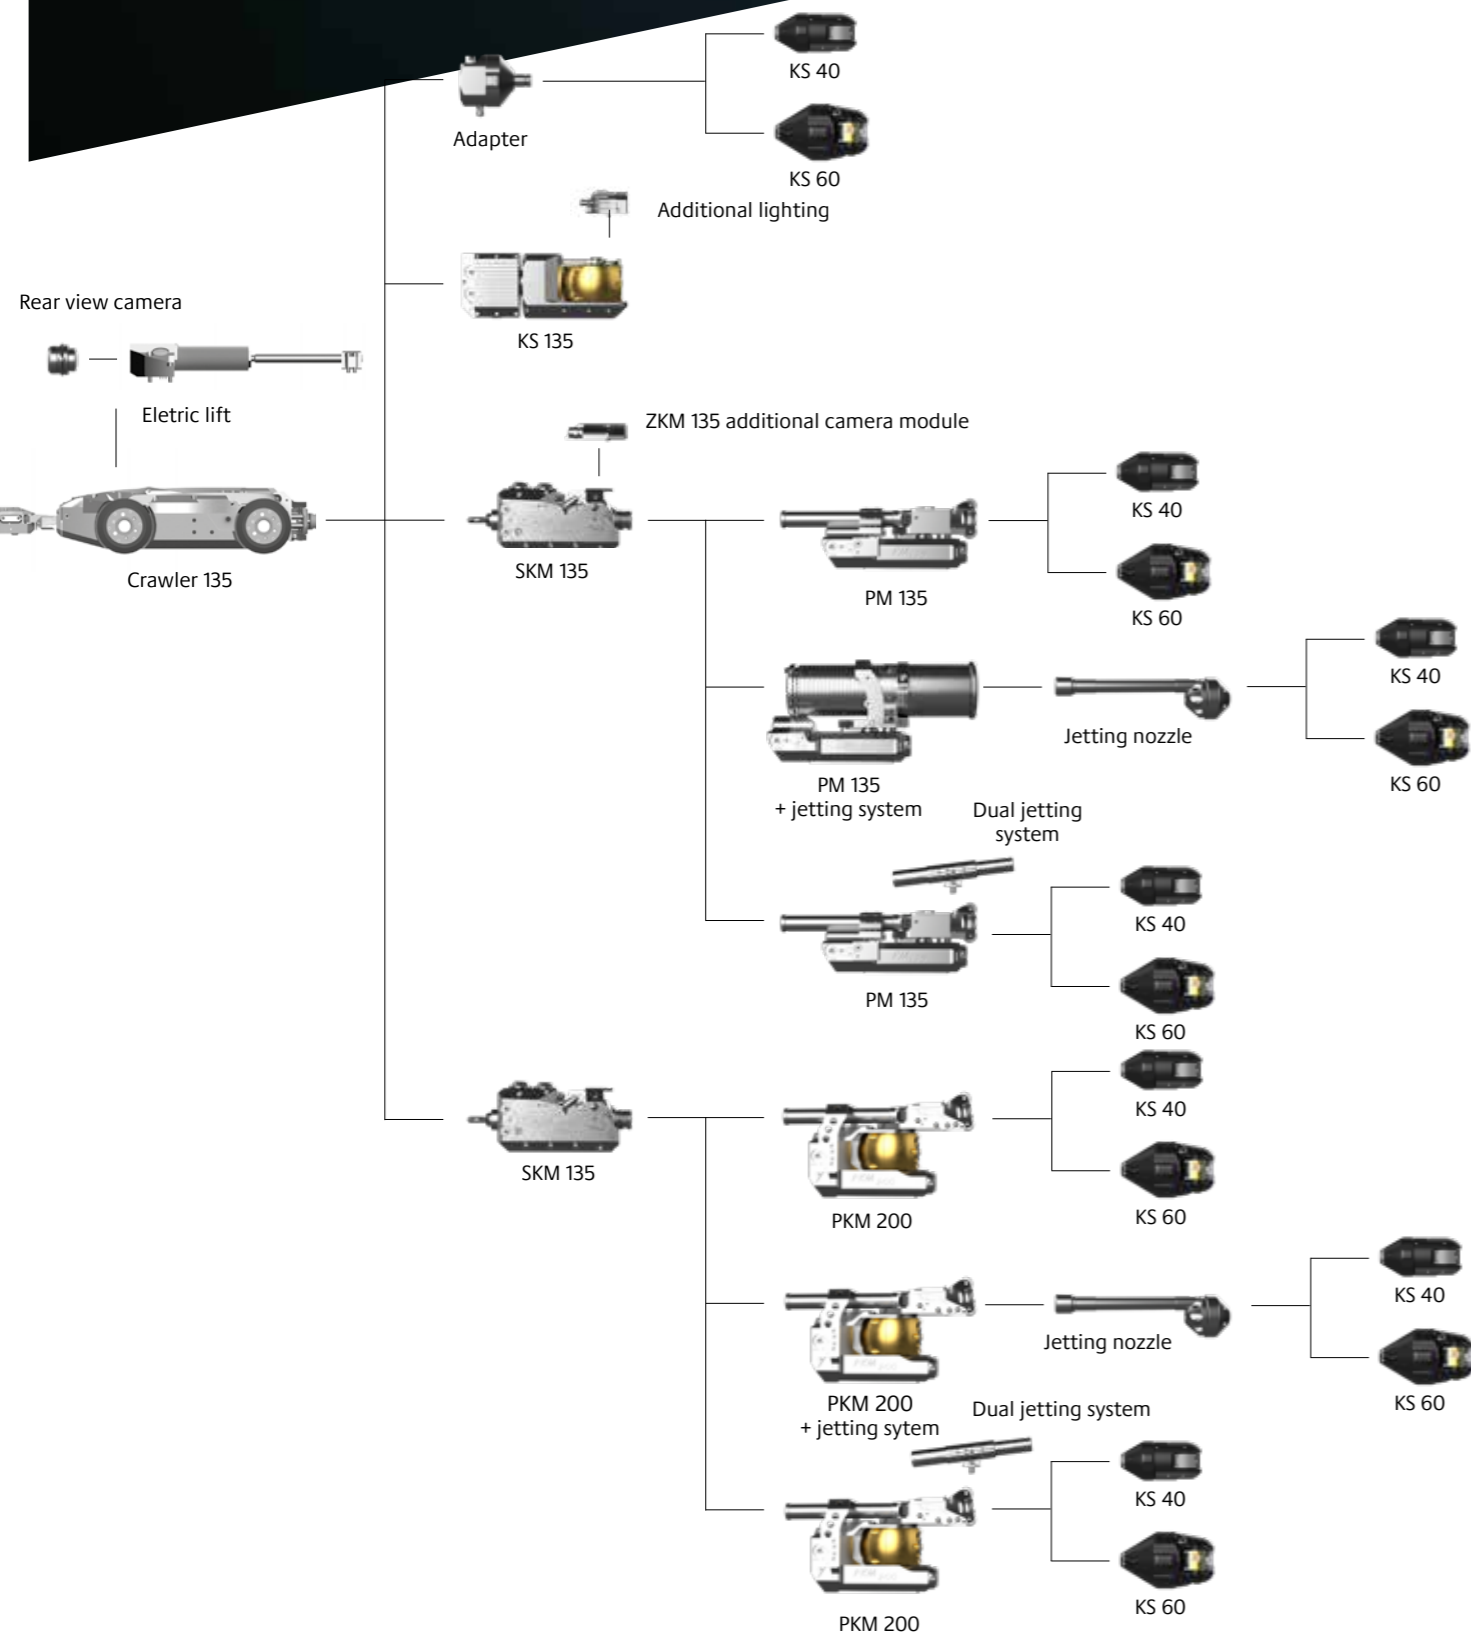 KS 40
Adapter
KS 60
Additional lighting
KS 135
Rear view camera
Eletric lift
Crawler 135
ZKM 135 additional camera module
SKM 135
PM 135
KS 40
KS 60
PM 135
+ jetting system
Jetting nozzle
KS 40
KS 60
Dual jetting
system
PM 135
KS 40
KS 60
SKM 135
PKM 200
KS 40
KS 60
PKM 200
+ jetting sytem
Jetting nozzle
KS 40
KS 60
Dual jetting system
PKM 200
KS 40
KS 60